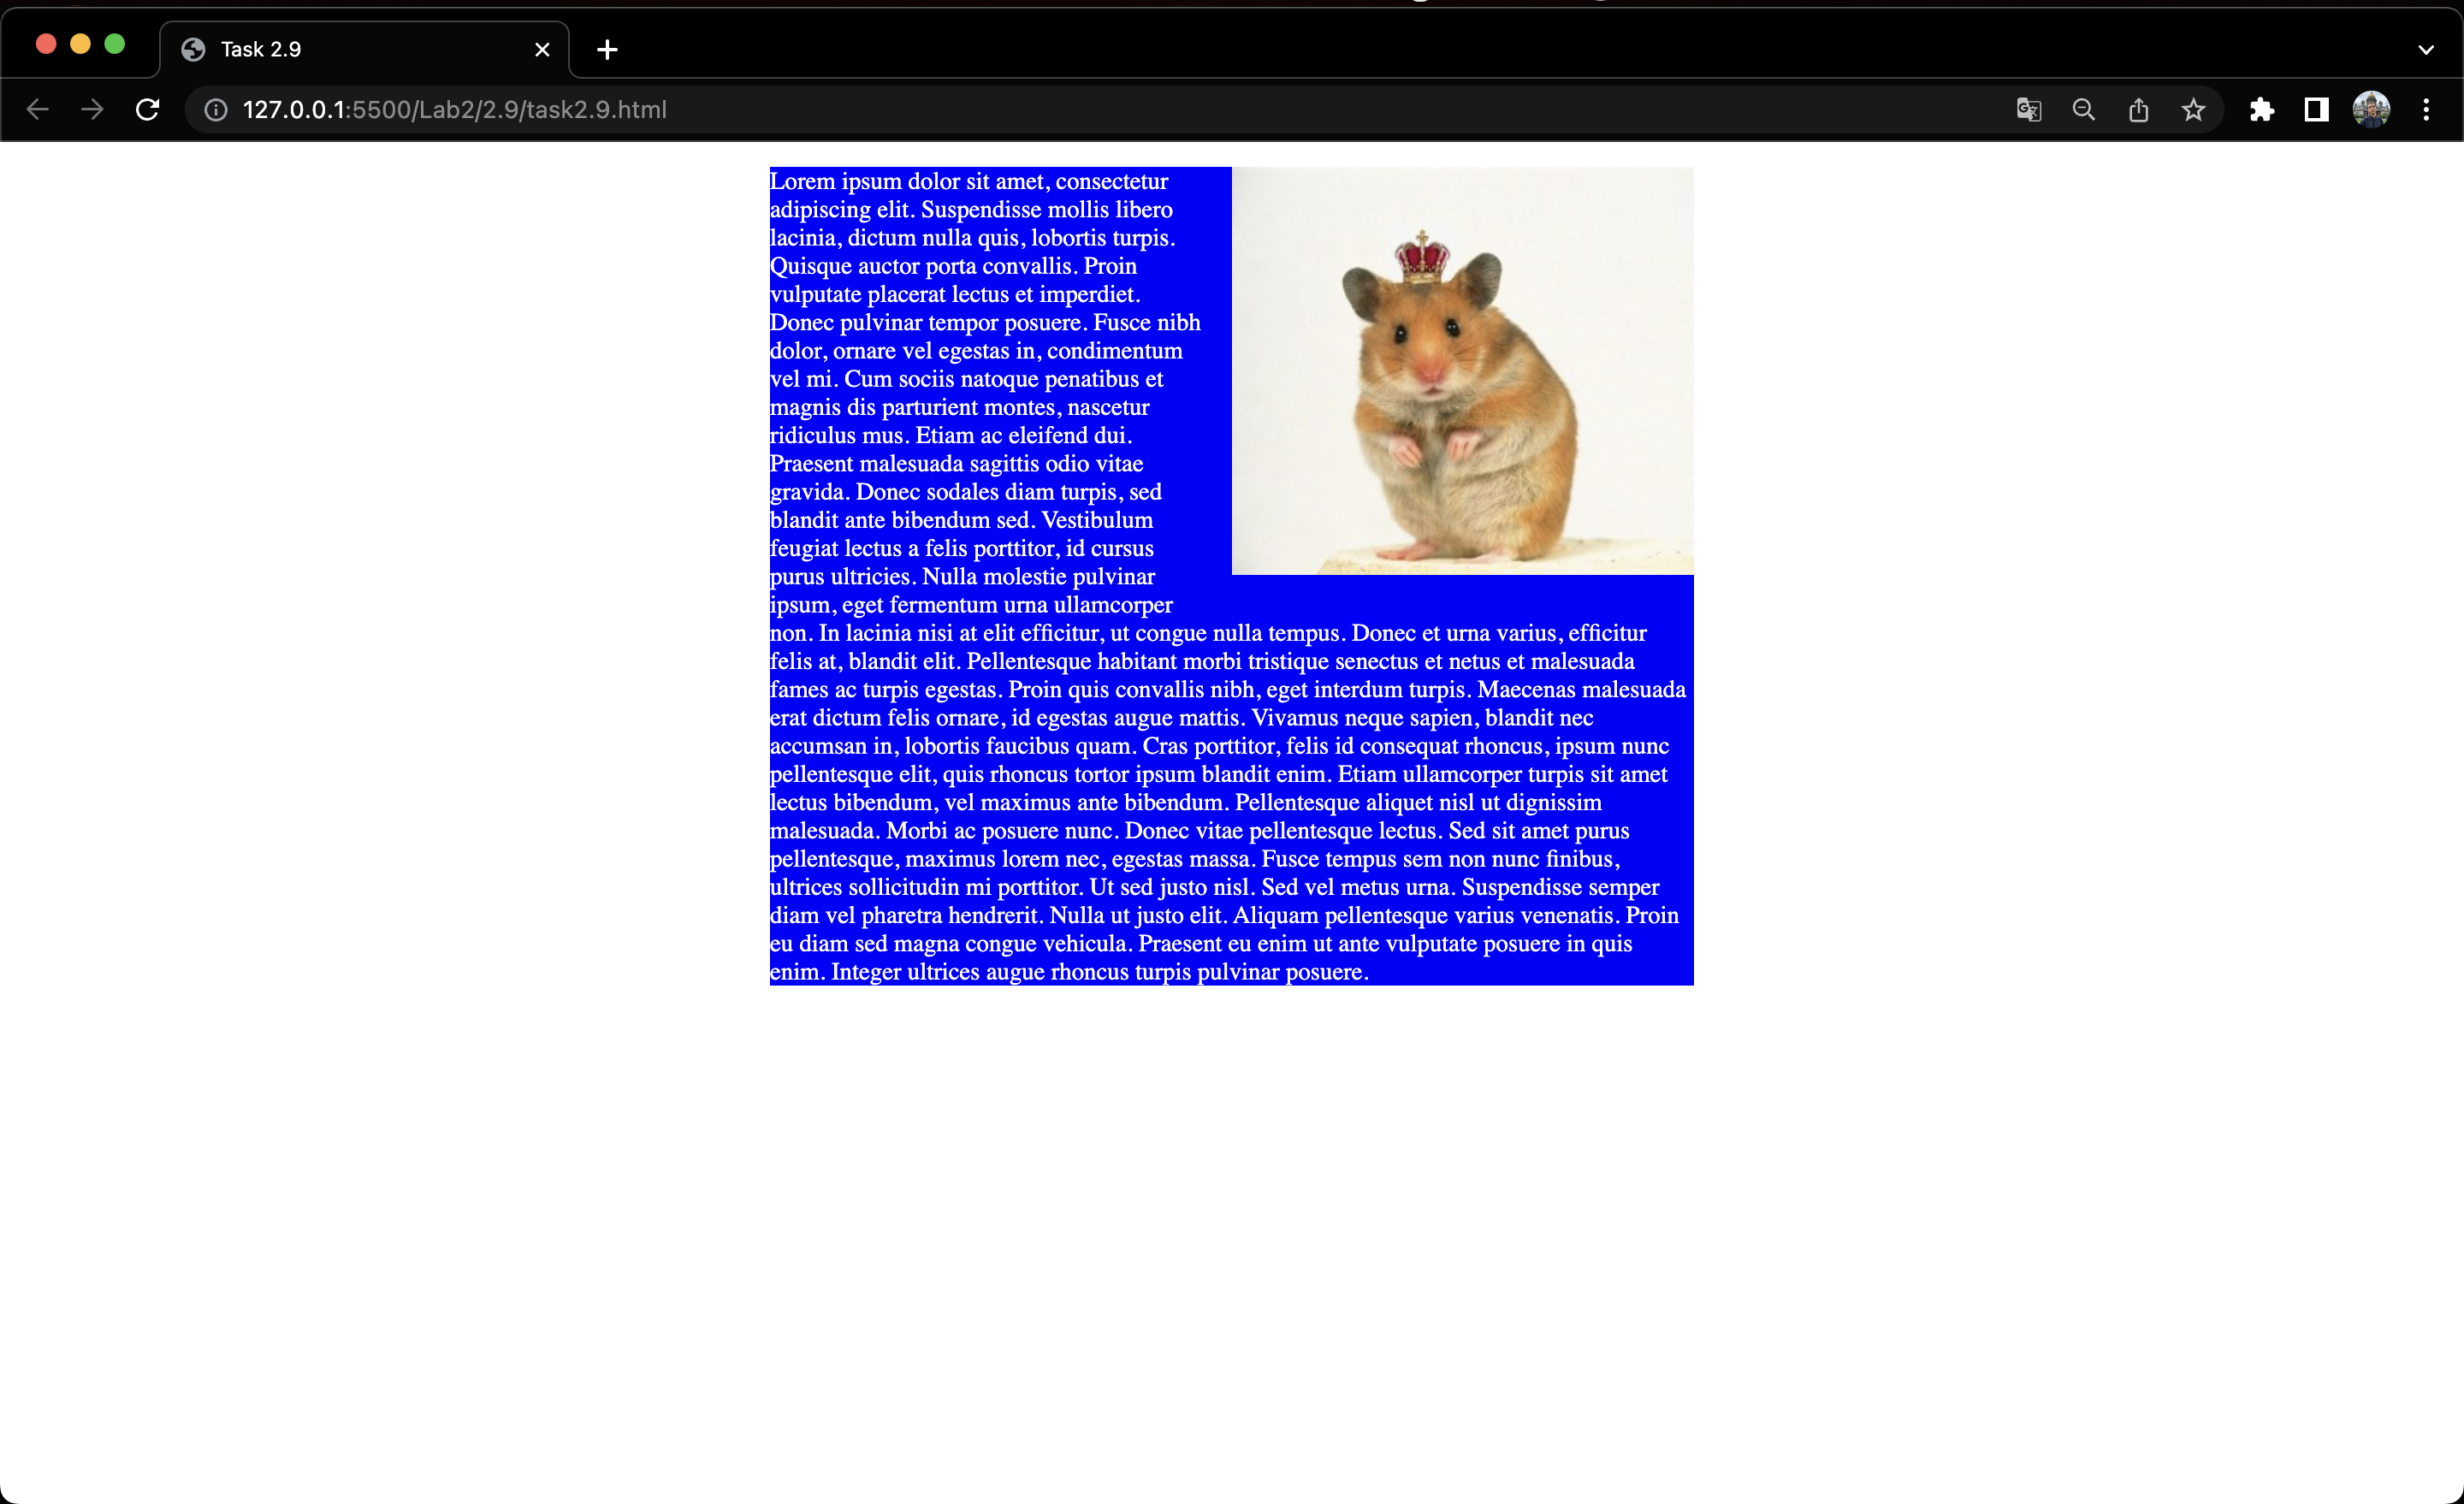 Task 2.9
127.0.0.1:5500/Lab2/2.9/task2.9.html
Lorem ipsum dolor sit amet, consectetur
adipiscing elit. Suspendisse mollis libero
lacinia, dictum nulla quis, lobortis turpis.
Quisque auctor porta convallis. Proin
vulputate placerat lectus et imperdiet.
Donec pulvinar tempor posuere. Fusce nibh
dolor, ornare vel egestas in, condimentum
vel mi. Cum sociis natoque penatibus et
magnis dis parturient montes, nascetur
ridiculus mus. Etiam ac eleifend dui.
Praesent malesuada sagittis odio vitae
gravida. Donec sodales diam turpis, sed
blandit ante bibendum sed. Vestibulum
feugiat lectus a felis porttitor, id cursus
purus ultricies. Nulla molestie pulvinar
ipsum, eget fermentum urna ullamcorper
non. In lacinia nisi at elit efficitur, ut congue nulla tempus. Donec et urna varius, efficitur
felis at, blandit elit. Pellentesque habitant morbi tristique senectus et netus et malesuada
fames ac turpis egestas. Proin quis convallis nibh, eget interdum turpis. Maecenas malesuada
erat dictum felis ornare, id egestas augue mattis. Vivamus neque sapien, blandit nec
accumsan in, lobortis faucibus quam. Cras porttitor, felis id consequat rhoncus, ipsum nunc
pellentesque elit, quis rhoncus tortor ipsum blandit enim. Etiam ullamcorper turpis sit amet
lectus bibendum, vel maximus ante bibendum. Pellentesque aliquet nisl ut dignissim
malesuada. Morbi ac posuere nunc. Donec vitae pellentesque lectus. Sed sit amet purus
pellentesque, maximus lorem nec, egestas massa. Fusce tempus sem non nunc finibus,
ultrices sollicitudin mi porttitor. Ut sed justo nisl. Sed vel metus urna. Suspendisse semper
diam vel pharetra hendrerit. Nulla ut justo elit. Aliquam pellentesque varius venenatis. Proin
eu diam sed magna congue vehicula. Praesent eu enim ut ante vulputate posuere in quis
enim. Integer ultrices augue rhoncus turpis pulvinar posuere.